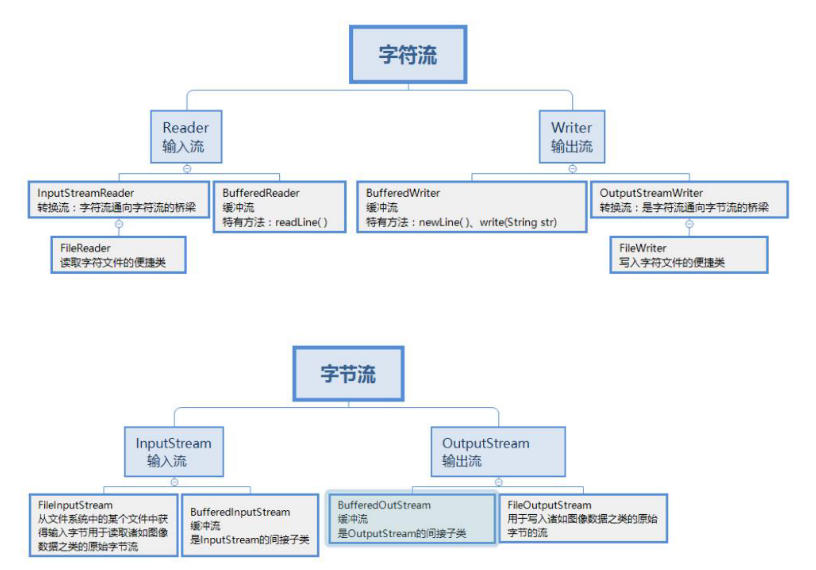 字符流
Reader
输入流
Writer
输出流
InputStreamReader
转换流：字符流通向字符流的桥梁
BufferedReader
缓冲流
特有方法：readLine( )
BufferedWriter
缓冲流
特有方法：newLine( )、write(String str)
OutputStreamWriter
转换流：是字符流通向字节流的桥梁
FileReader
读取字符文件的便捷类
FileWriter
写入字符文件的便捷类
字节流
InputStream
输入流
OutputStream
输出流
FileInputStream
从文件系统中的某个文件中获
得输入字节用于读取诸如图像
数据之类的原始字节流
BufferedInputStream
缓冲流
是InputStream的间接子类
BufferedOutStream
缓冲流
是OutputStream的间接子类
FileOutputStream
用于写入诸如图像数据之类的原始
字节的流